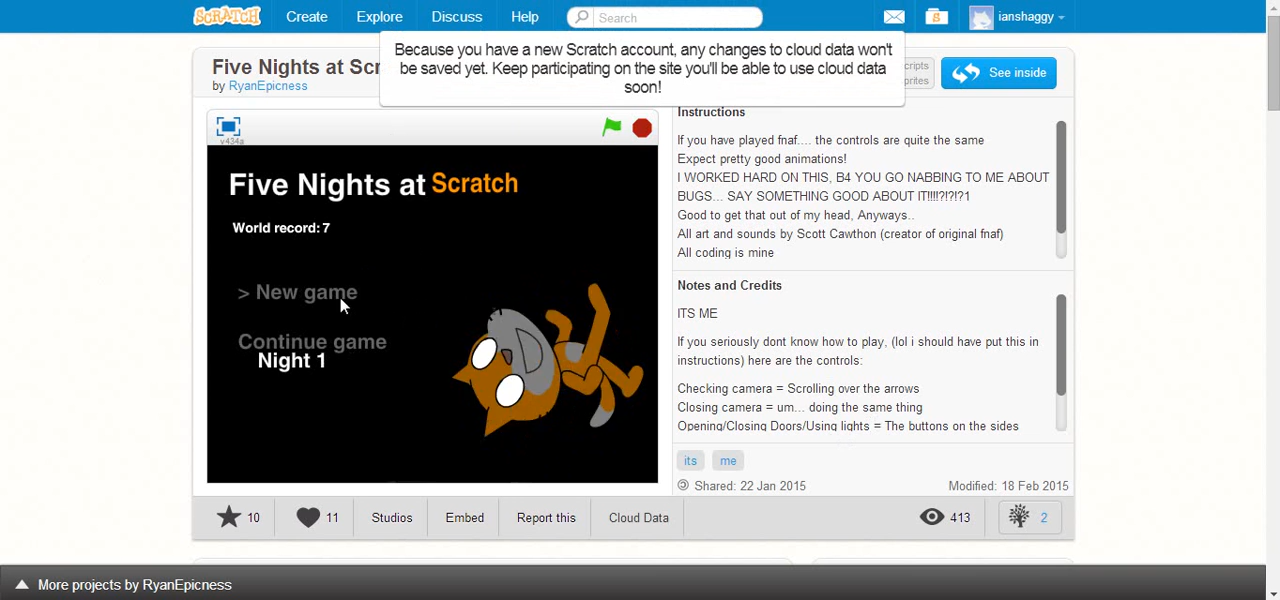 SCRATCH Create Explore Discuss Help Search ianshaggy
Because you have a new Scratch account, any changes to cloud data won't
be saved yet. Keep participating on the site you'll be able to use cloud data
soon!
Five Nights at Scr
by RyanEpicness
cripts
prites
See inside
v434a
Five Nights at Scratch
World record: 7
> New game
Continue game
Night 1
Instructions
If you have played fnaf.... the controls are quite the same
Expect pretty good animations!
I WORKED HARD ON THIS, B4 YOU GO NABBING TO ME ABOUT
BUGS... SAY SOMETHING GOOD ABOUT IT!!!!?!?!?1
Good to get that out of my head, Anyways..
All art and sounds by Scott Cawthon (creator of original fnaf)
All coding is mine
Notes and Credits
ITS ME
If you seriously dont know how to play, (lol i should have put this in
instructions) here are the controls:
Checking camera = Scrolling over the arrows
Closing camera = um... doing the same thing
Opening/Closing Doors/Using lights = The buttons on the sides
its me
Shared: 22 Jan 2015 Modified: 18 Feb 2015
10 11 Studios Embed Report this Cloud Data 413 2
More projects by RyanEpicness